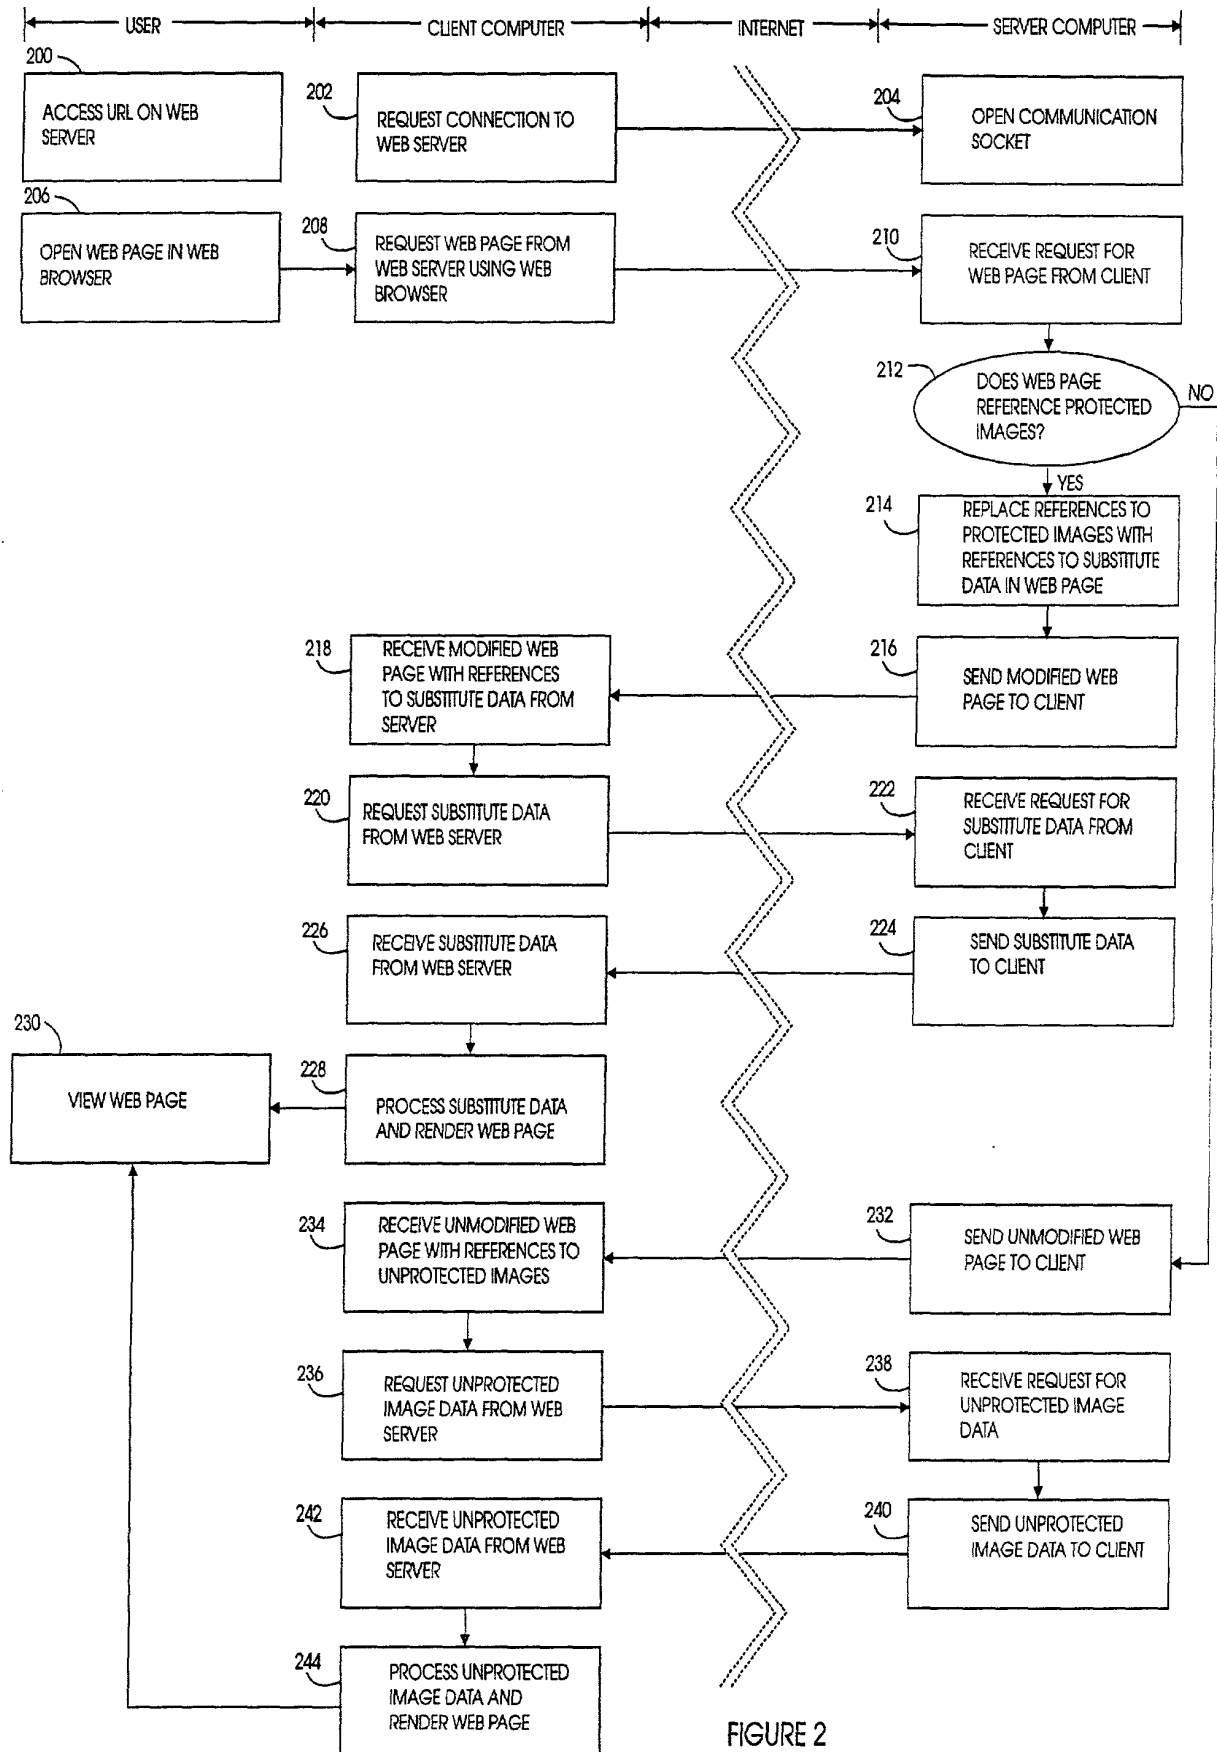 USER
CLIENT COMPUTER
INTERNET
SERVER COMPUTER
200
ACCESS URL ON WEB
SERVER
202
REQUEST CONNECTION TO
WEB SERVER
204
OPEN COMMUNICATION
SOCKET
206
OPEN WEB PAGE IN WEB
BROWSER
208
REQUEST WEB PAGE FROM
WEB SERVER USING WEB
BROWSER
210
RECEIVE REQUEST FOR
WEB PAGE FROM CLIENT
212
DOES WEB PAGE
REFERENCE PROTECTED
IMAGES?
NO
YES
214
REPLACE REFERENCES TO
PROTECTED IMAGES WITH
REFERENCES TO SUBSTITUTE
DATA IN WEB PAGE
216
SEND MODIFIED WEB
PAGE TO CLIENT
218
RECEIVE MODIFIED WEB
PAGE WITH REFERENCES
TO SUBSTITUTE DATA FROM
SERVER
220
REQUEST SUBSTITUTE DATA
FROM WEB SERVER
222
RECEIVE REQUEST FOR
SUBSTITUTE DATA FROM
CLIENT
224
SEND SUBSTITUTE DATA
TO CLIENT
226
RECEIVE SUBSTITUTE DATA
FROM WEB SERVER
228
PROCESS SUBSTITUTE DATA
AND RENDER WEB PAGE
230
VIEW WEB PAGE
232
SEND UNMODIFIED WEB
PAGE TO CLIENT
234
RECEIVE UNMODIFIED WEB
PAGE WITH REFERENCES TO
UNPROTECTED IMAGES
236
REQUEST UNPROTECTED
IMAGE DATA FROM WEB
SERVER
238
RECEIVE REQUEST FOR
UNPROTECTED IMAGE
DATA
240
SEND UNPROTECTED
IMAGE DATA TO CLIENT
242
RECEIVE UNPROTECTED
IMAGE DATA FROM WEB
SERVER
244
PROCESS UNPROTECTED
IMAGE DATA AND
RENDER WEB PAGE
FIGURE 2